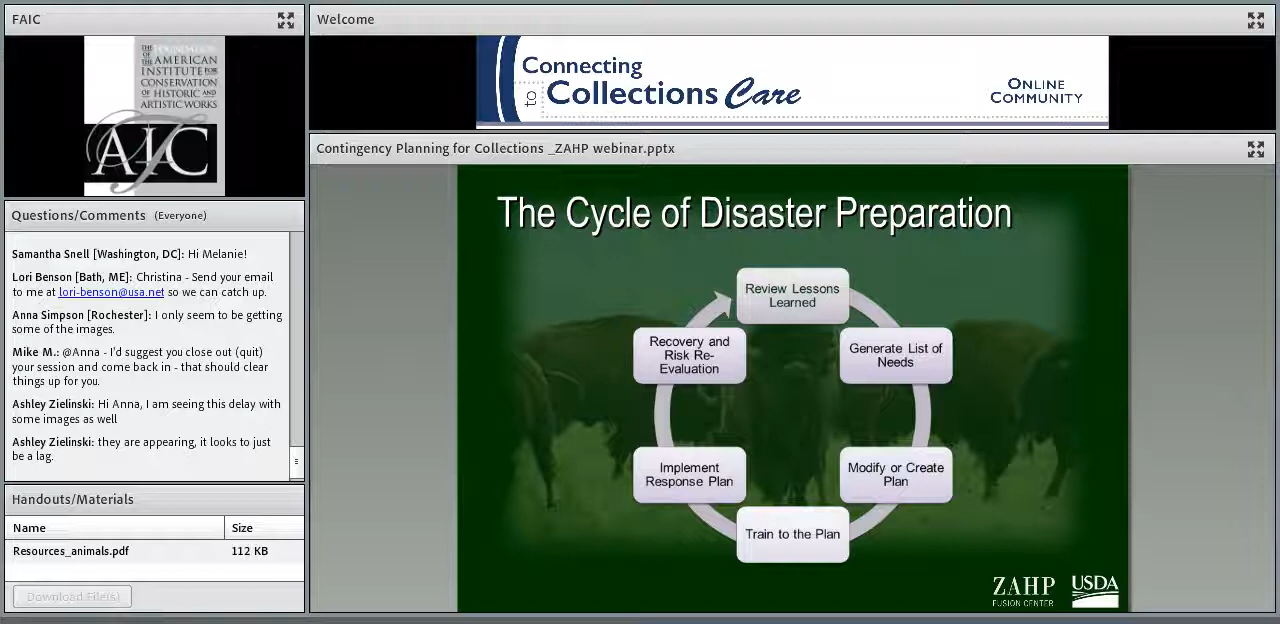 FAIC
THE FOUNDATION
OF THE AMERICAN
INSTITUTE FOR
CONSERVATION
OF HISTORIC AND
ARTISTIC WORKS
AIC
Questions/Comments (Everyone)
Samantha Snell [Washington, DC]: Hi Melanie!
Lori Benson [Bath, ME]: Christina - Send your email
to me at lori-benson@usa.net so we can catch up.
Anna Simpson [Rochester]: I only seem to be getting
some of the images.
Mike M.: @Anna - I'd suggest you close out (quit)
your session and come back in - that should clear
things up for you.
Ashley Zielinski: Hi Anna, I am seeing this delay with
some images as well
Ashley Zielinski: they are appearing, it looks to just
be a lag.
Handouts/Materials
Name Size
Resources_animals.pdf 112 KB
Download File(s)
Welcome
Connecting
to Collections Care
ONLINE
COMMUNITY
Contingency Planning for Collections _ZAHP webinar.pptx
The Cycle of Disaster Preparation
Review Lessons
Learned
Generate List of
Needs
Modify or Create
Plan
Train to the Plan
Implement
Response Plan
Recovery and
Risk Re-
Evaluation
ZAHP
FUSION CENTER
USDA